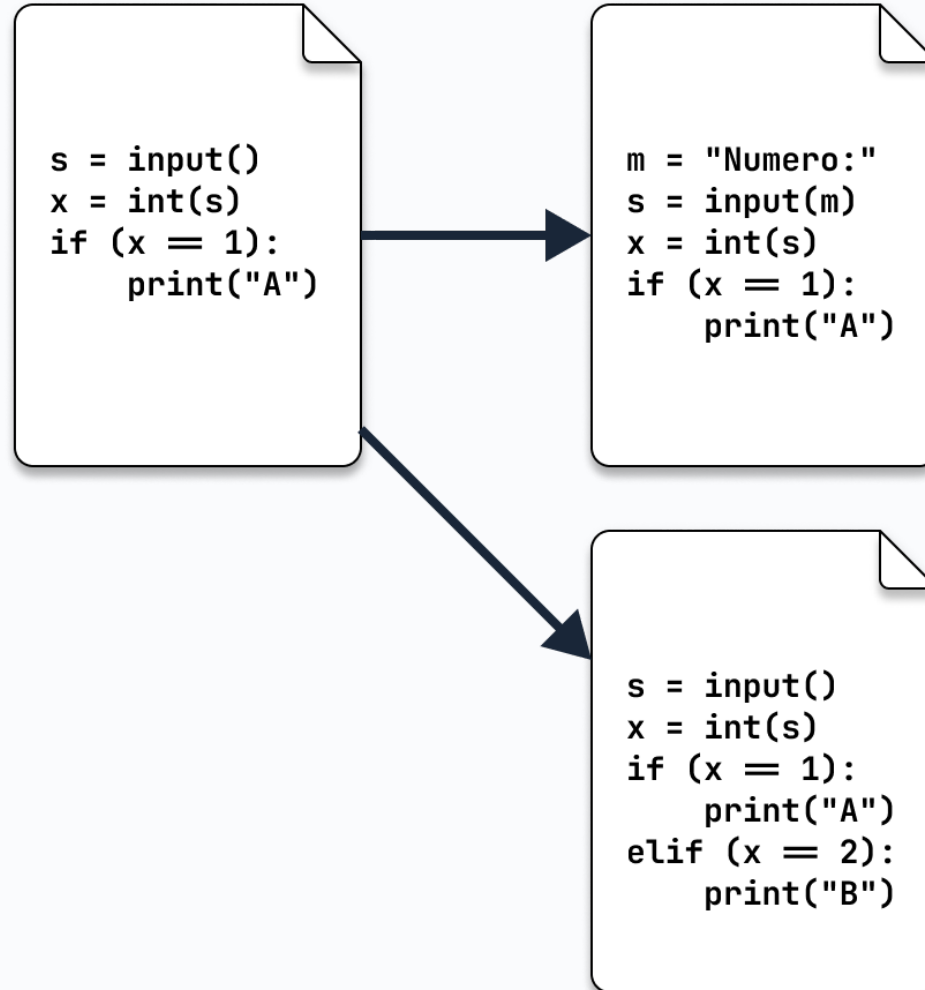 s = input()
x = int(s)
if (x == 1):
    print("A")
m = "Numero:"
s = input(m)
x = int(s)
if (x == 1):
    print("A")
s = input()
x = int(s)
if (x == 1):
    print("A")
elif (x == 2):
    print("B")